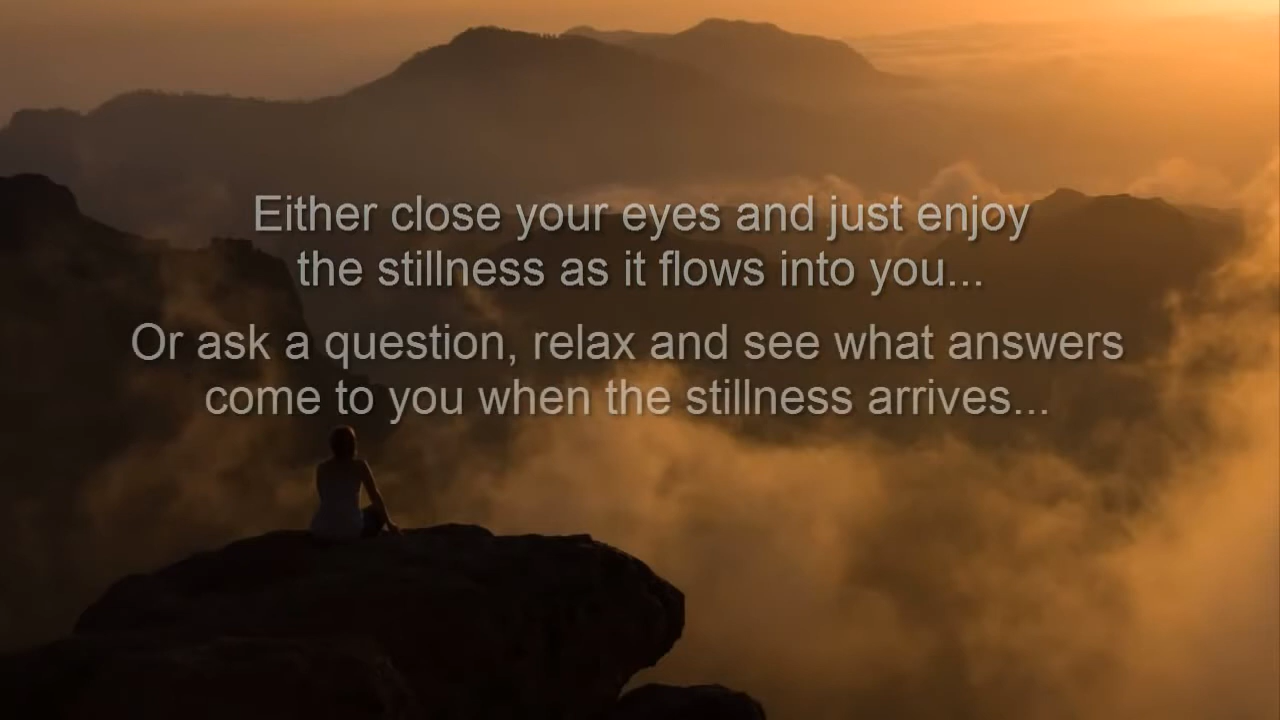 Either close your eyes and just enjoy
the stillness as it flows into you...
Or ask a question, relax and see what answers
come to you when the stillness arrives...